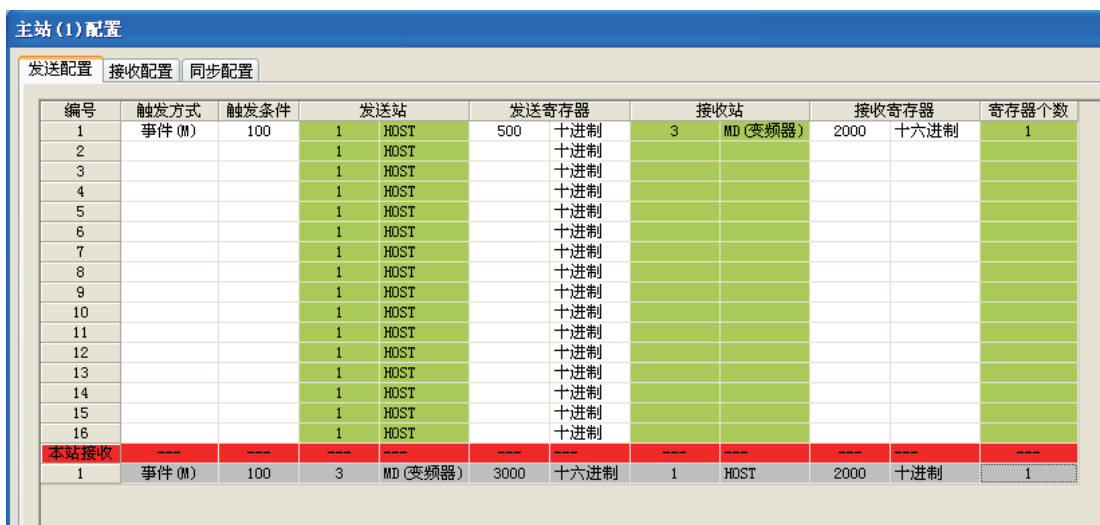 主站(1)配置
发送配置 接收配置 同步配置
编号 触发方式 触发条件 发送站 发送寄存器 接收站 接收寄存器 寄存器个数
1 事件(M) 100 1 HOST 500 十进制 3 MD(变频器) 2000 十六进制 1
2 1 HOST 十进制
3 1 HOST 十进制
4 1 HOST 十进制
5 1 HOST 十进制
6 1 HOST 十进制
7 1 HOST 十进制
8 1 HOST 十进制
9 1 HOST 十进制
10 1 HOST 十进制
11 1 HOST 十进制
12 1 HOST 十进制
13 1 HOST 十进制
14 1 HOST 十进制
15 1 HOST 十进制
16 1 HOST 十进制
本站接收 --- --- --- --- --- --- --- --- --- --- ---
1 事件(M) 100 3 MD(变频器) 3000 十六进制 1 HOST 2000 十进制 1